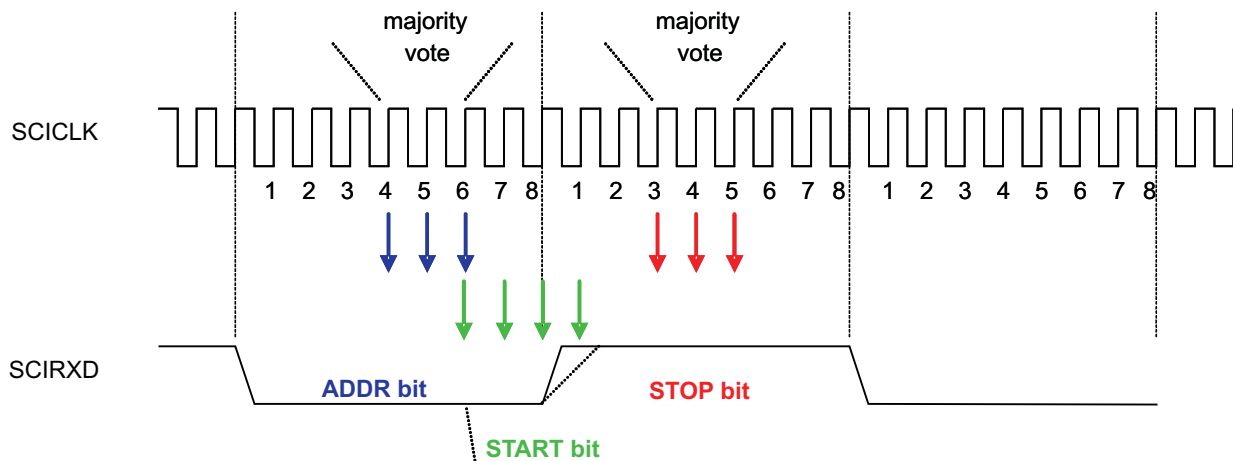 majority
vote
majority
vote
SCICLK
1 2 3 4 5 6 7 8 1 2 3 4 5 6 7 8 1 2 3 4 5 6 7 8
SCIRXD
ADDR bit
STOP bit
START bit